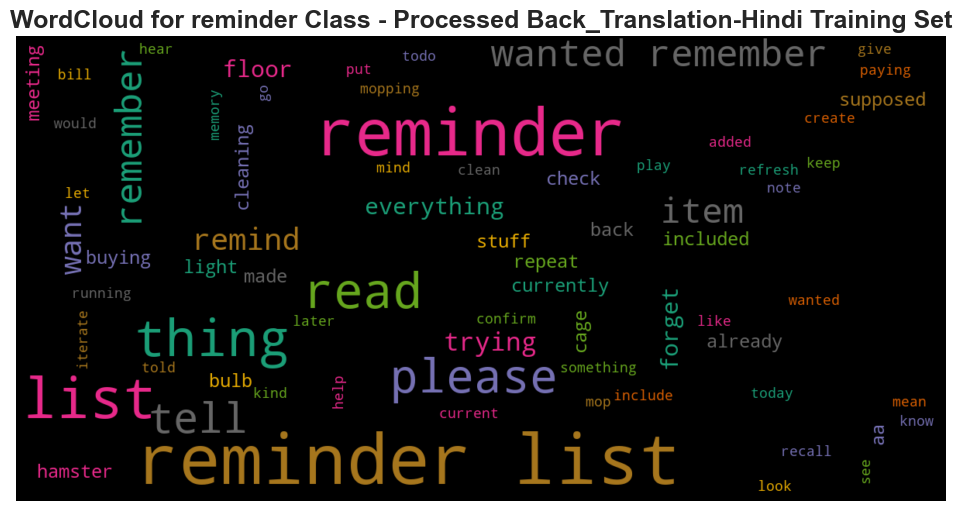 WordCloud for reminder Class - Processed Back_Translation-Hindi Training Set
meeting
bill
hear
remember
floor
go
put
todo
mopping
wanted remember
give
paying
supposed
would
memory
cleaning
reminder
create
added
let
mind
clean
check
play
refresh
keep
note
want
everything
item
buying
remind
light
made
stuff
back
included
repeat
currently
running
read
forget
wanted
iterate
thing
later
confirm
cage
like
already
trying
told
bulb
kind
help
please
something
list
tell
current
mop
include
today
mean
know
aa
hamster
reminder list
recall
see
look